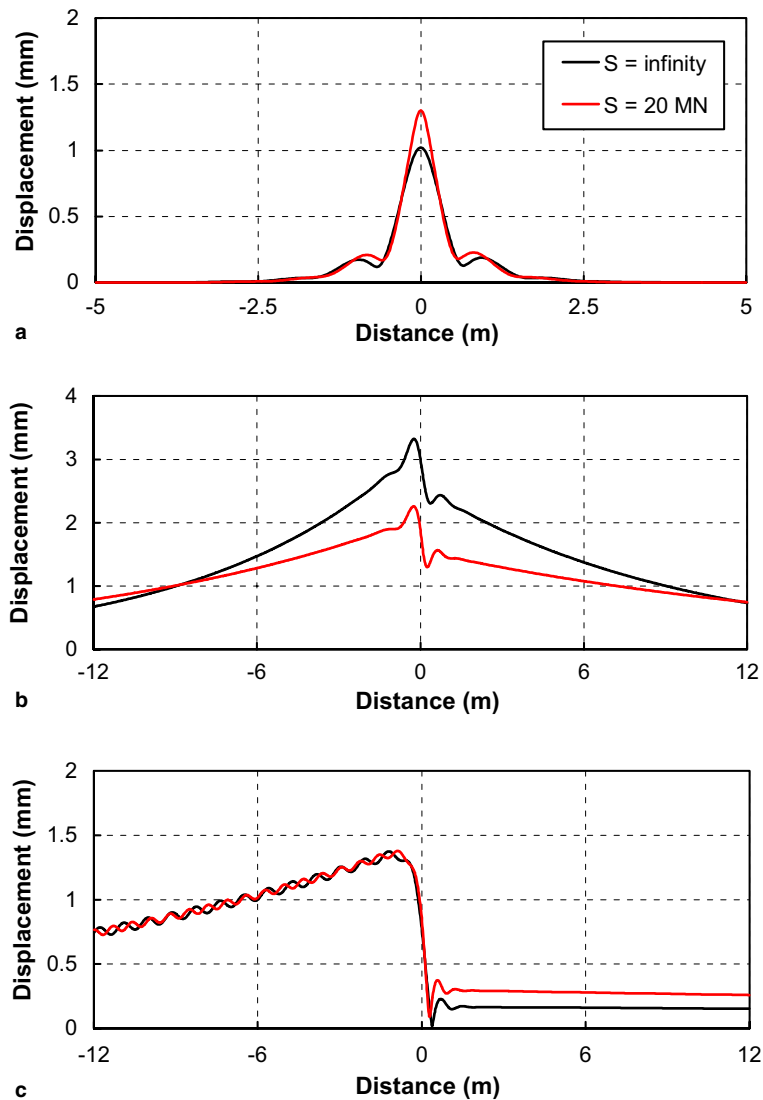 2
1.5
1
0.5
0
Displacement (mm)
S = infinity
S = 20 MN
-5
-2.5
0
2.5
5
Distance (m)
a
4
3
2
1
0
Displacement (mm)
-12
-6
0
6
12
Distance (m)
b
2
1.5
1
0.5
0
Displacement (mm)
-12
-6
0
6
12
Distance (m)
c